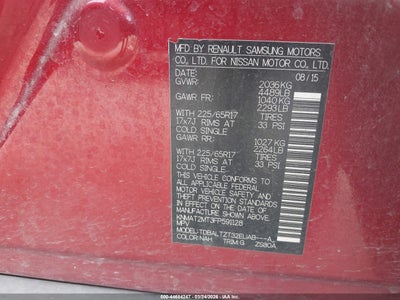 MFD BY RENAULT SAMSUNG MOTORS
CO., LTD. FOR NISSAN MOTOR CO., LTD.
DATE: 08/15
GVWR: 2036KG
4489LB
GAWR FR: 1040KG
2293LB
WITH 225/65R17 TIRES
17x7J RIMS AT 33 PSI
COLD SINGLE
GAWR RR: 1027KG
2264LB
WITH 225/65R17 TIRES
17x7J RIMS AT 33 PSI
COLD SINGLE
THIS VEHICLE CONFORMS TO ALL
APPLICABLE FEDERAL MOTOR
VEHICLE SAFETY, BUMPER, AND
THEFT PREVENTION STANDARDS
IN EFFECT ON THE DATE OF
MANUFACTURE SHOWN ABOVE.
KNMAT2MT3FP591128
MPV
COLOR:NAH TRIM:G